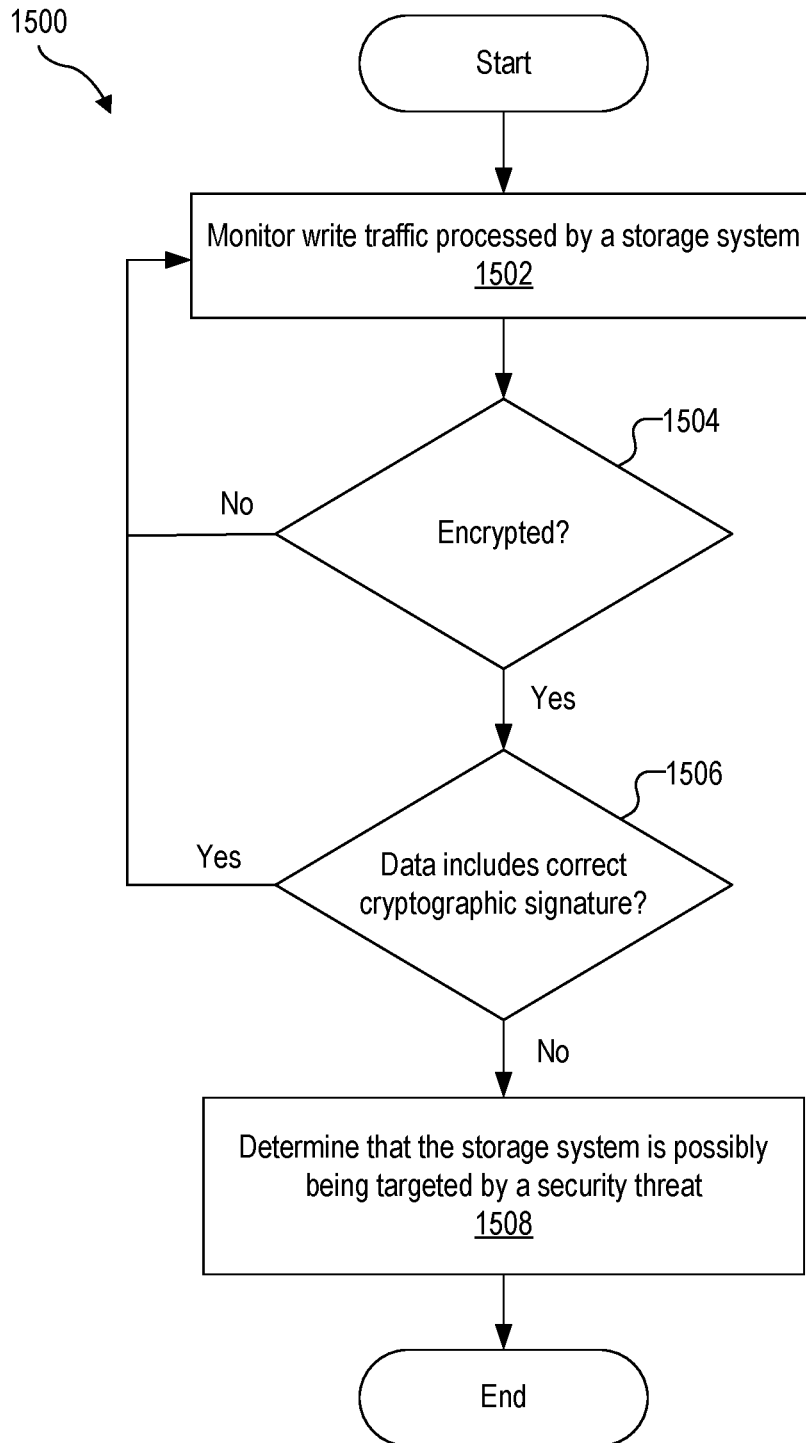 1500
Start
Monitor write traffic processed by a storage system
1502
1504
No
Encrypted?
Yes
1506
Yes
Data includes correct
cryptographic signature?
No
Determine that the storage system is possibly
being targeted by a security threat
1508
End